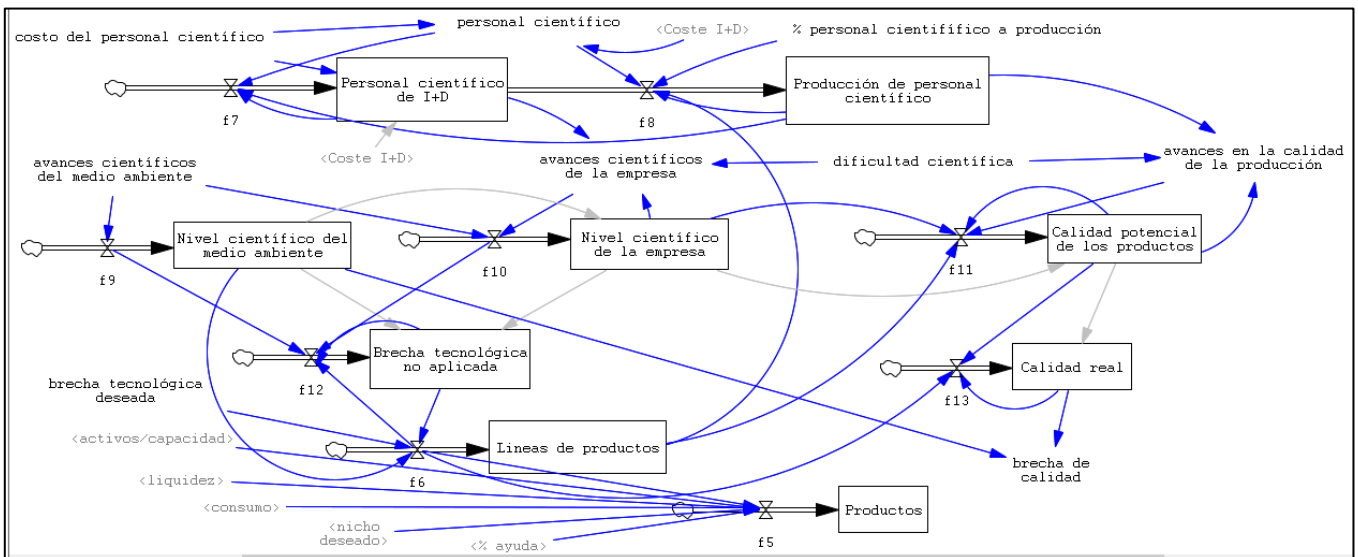 costo del personal científico
personal científico
<Coste I+D>
% personal cientifífico a producción
Personal científico
de I+D
Producción de personal
científico
f7
f8
<Coste I+D>
avances científicos
del medio ambiente
avances científicos
de la empresa
dificultad científica
avances en la calidad
de la producción
Nivel científico del
medio ambiente
Nivel científico
de la empresa
Calidad potencial
de los productos
f9
f10
f11
Brecha tecnológica
no aplicada
Calidad real
f12
f13
brecha tecnológica
deseada
<activos/capacidad>
Lineas de productos
f6
brecha de
calidad
<liquidez>
<consumo>
Productos
<nicho
deseado>
<% ayuda>
f5